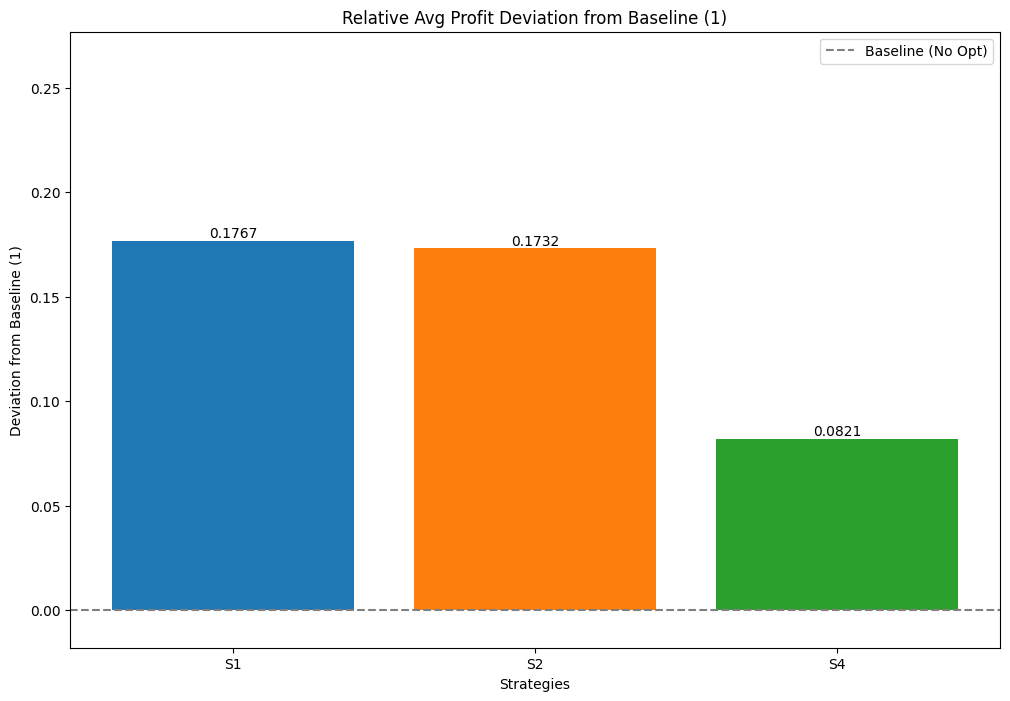 Relative Avg Profit Deviation from Baseline (1)
Baseline (No Opt)
Deviation from Baseline (1)
0.25
0.20
0.15
0.10
0.05
0.00
0.1767
0.1732
0.0821
S1
S2
S4
Strategies